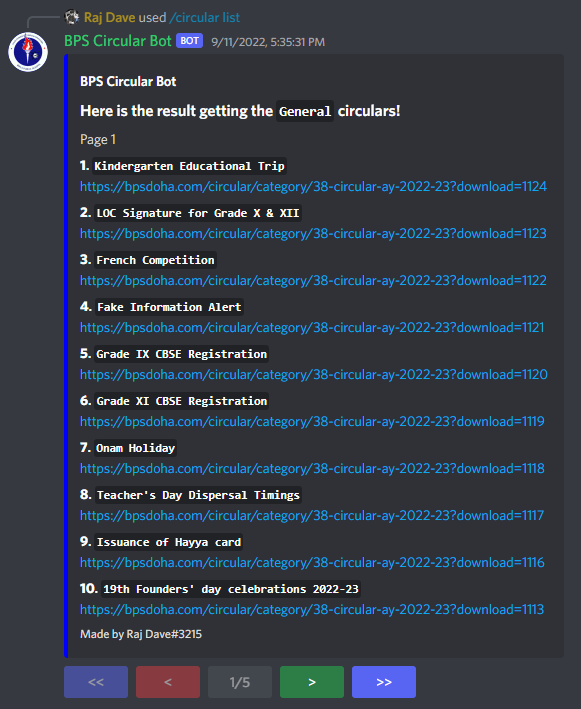 Raj Dave used /circular list
BPS Circular Bot BOT 9/11/2022, 5:35:31 PM
BPS Circular Bot
Here is the result getting the General circulars!
Page 1
1. Kindergarten Educational Trip
https://bpsdoha.com/circular/category/38-circular-ay-2022-23?download=1124
2. LOC Signature for Grade X & XII
https://bpsdoha.com/circular/category/38-circular-ay-2022-23?download=1123
3. French Competition
https://bpsdoha.com/circular/category/38-circular-ay-2022-23?download=1122
4. Fake Information Alert
https://bpsdoha.com/circular/category/38-circular-ay-2022-23?download=1121
5. Grade IX CBSE Registration
https://bpsdoha.com/circular/category/38-circular-ay-2022-23?download=1120
6. Grade XI CBSE Registration
https://bpsdoha.com/circular/category/38-circular-ay-2022-23?download=1119
7. Onam Holiday
https://bpsdoha.com/circular/category/38-circular-ay-2022-23?download=1118
8. Teacher's Day Dispersal Timings
https://bpsdoha.com/circular/category/38-circular-ay-2022-23?download=1117
9. Issuance of Hayya card
https://bpsdoha.com/circular/category/38-circular-ay-2022-23?download=1116
10. 19th Founders' day celebrations 2022-23
https://bpsdoha.com/circular/category/38-circular-ay-2022-23?download=1113
Made by Raj Dave#3215
<< < 1/5 > >>